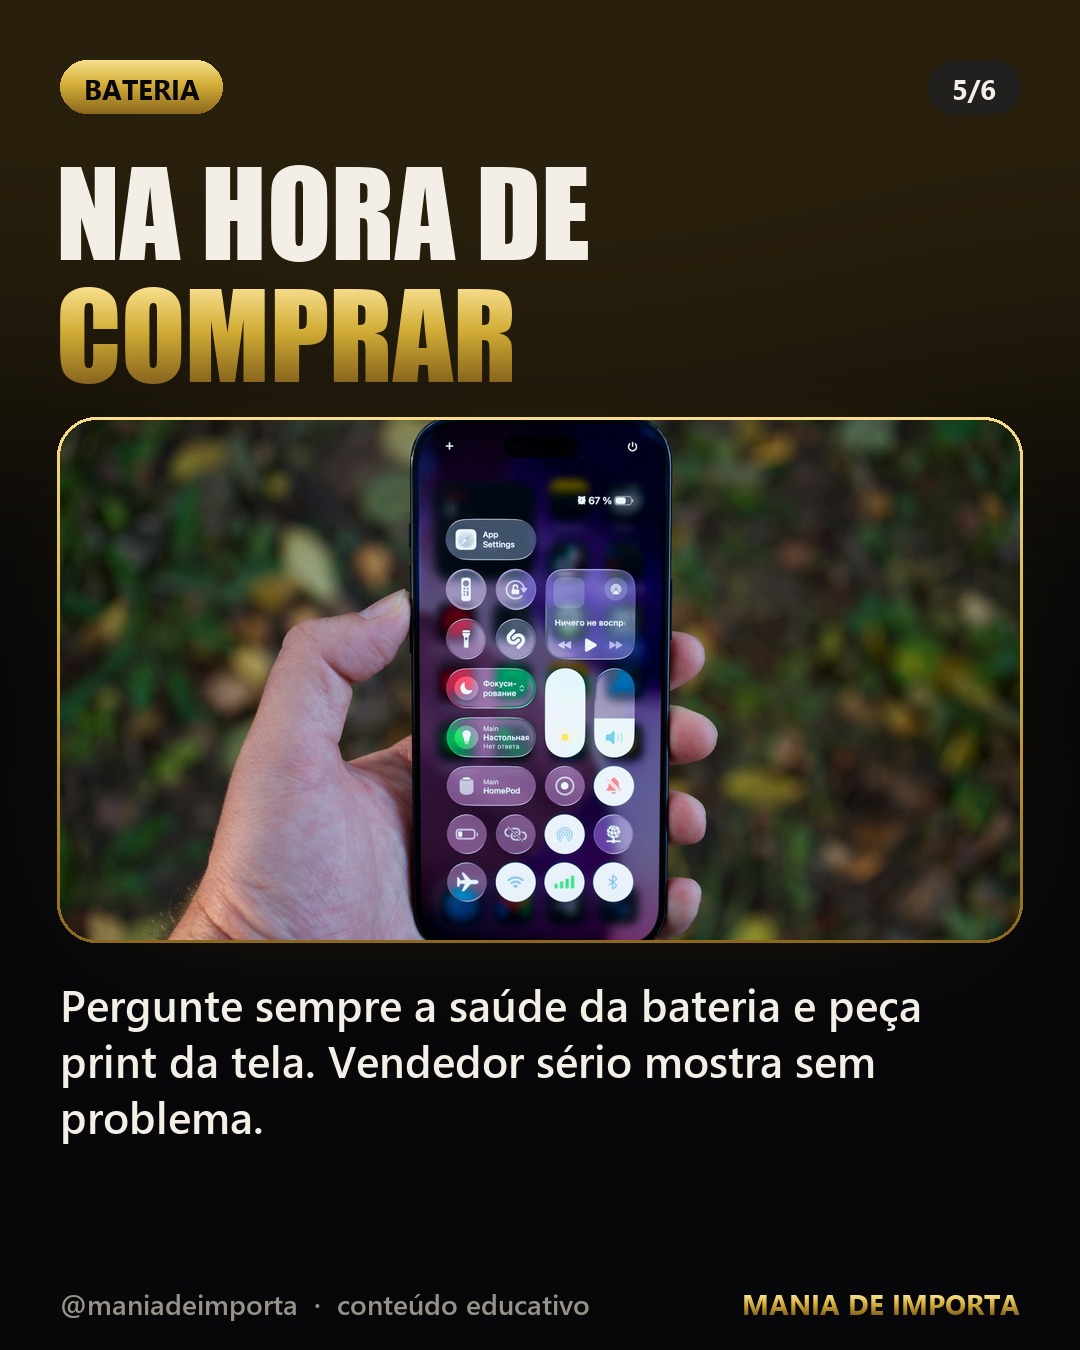 BATERIA
5/6
NA HORA DE
COMPRAR
67 %
App
Settings
Ничего не воспр
Фокуси-
рование
Main
Настольная
Нет ответа
Main
HomePod
Pergunte sempre a saúde da bateria e peça
print da tela. Vendedor sério mostra sem
problema.
@maniadeimporta · conteúdo educativo
MANIA DE IMPORTA